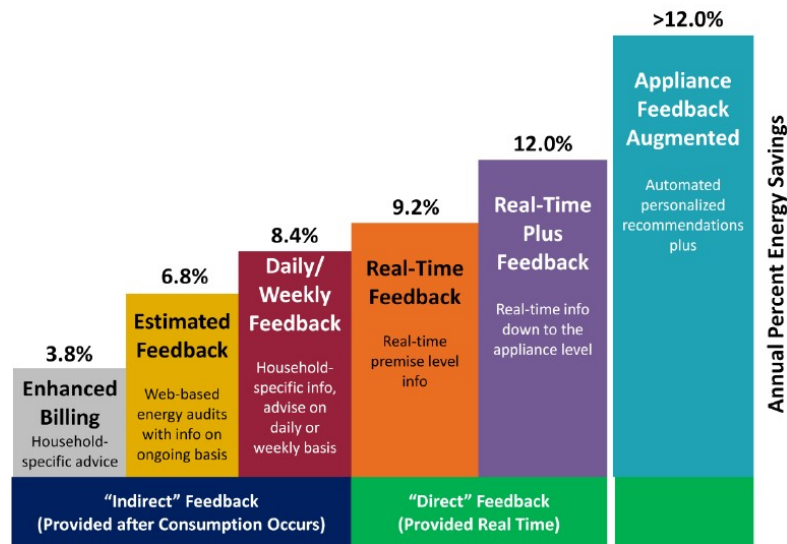 3.8%
Enhanced
Billing
Household-
specific advice
6.8%
Estimated
Feedback
Web-based
energy audits
with info on
ongoing basis
8.4%
Daily/
Weekly
Feedback
Household-
specific info,
advise on
daily or
weekly basis
9.2%
Real-Time
Feedback
Real-time
premise level
info
12.0%
Real-Time
Plus
Feedback
Real-time info
down to the
appliance level
>12.0%
Appliance
Feedback
Augmented
Automated
personalized
recommendations
plus
Annual Percent Energy Savings
“Indirect” Feedback
(Provided after Consumption Occurs)
“Direct” Feedback
(Provided Real Time)